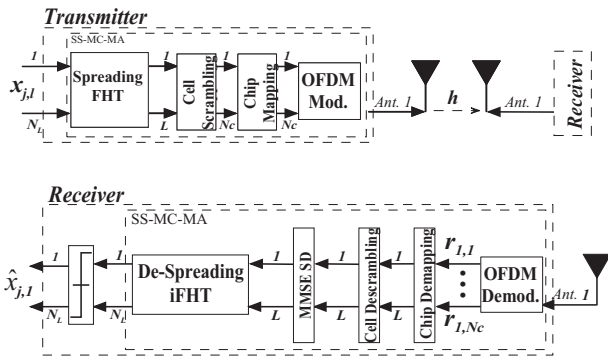 Transmitter
SS-MC-MA
1 1 1 1
x_{j,l}
Spreading FHT
Cell Scrambling
Chip Mapping
OFDM Mod.
N_L L Nc Nc
Ant. 1
h
Ant. 1
Receiver
Receiver
SS-MC-MA
1 1 1 1 1
x̂_{j,1}
De-Spreading iFHT
MMSE SD
Cell Descrambling
Chip Demapping
r_{1,1}
r_{1,Nc}
OFDM Demod.
N_L N_L L L L
Ant. 1